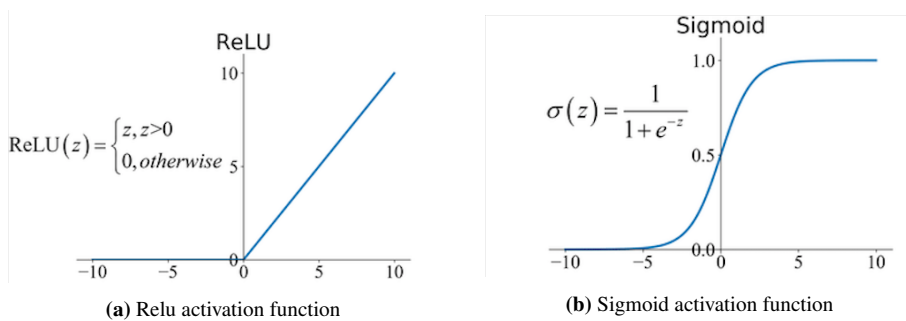 ReLU
10
ReLU(z)= { z, z>0
0, otherwise
5
0
−10 −5 0 5 10
(a) Relu activation function
Sigmoid
1.0
σ(z)= 1
1+e^{-z}
0.5
0.0
−10 −5 0 5 10
(b) Sigmoid activation function